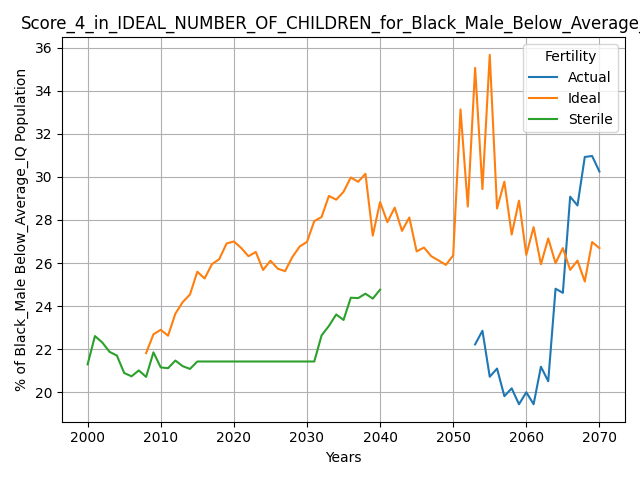 Score_4_in_IDEAL_NUMBER_OF_CHILDREN_for_Black_Male_Below_Average_
% of Black_Male Below_Average_IQ Population
36
34
32
30
28
26
24
22
20
Fertility
Actual
Ideal
Sterile
2000 2010 2020 2030 2040 2050 2060 2070
Years